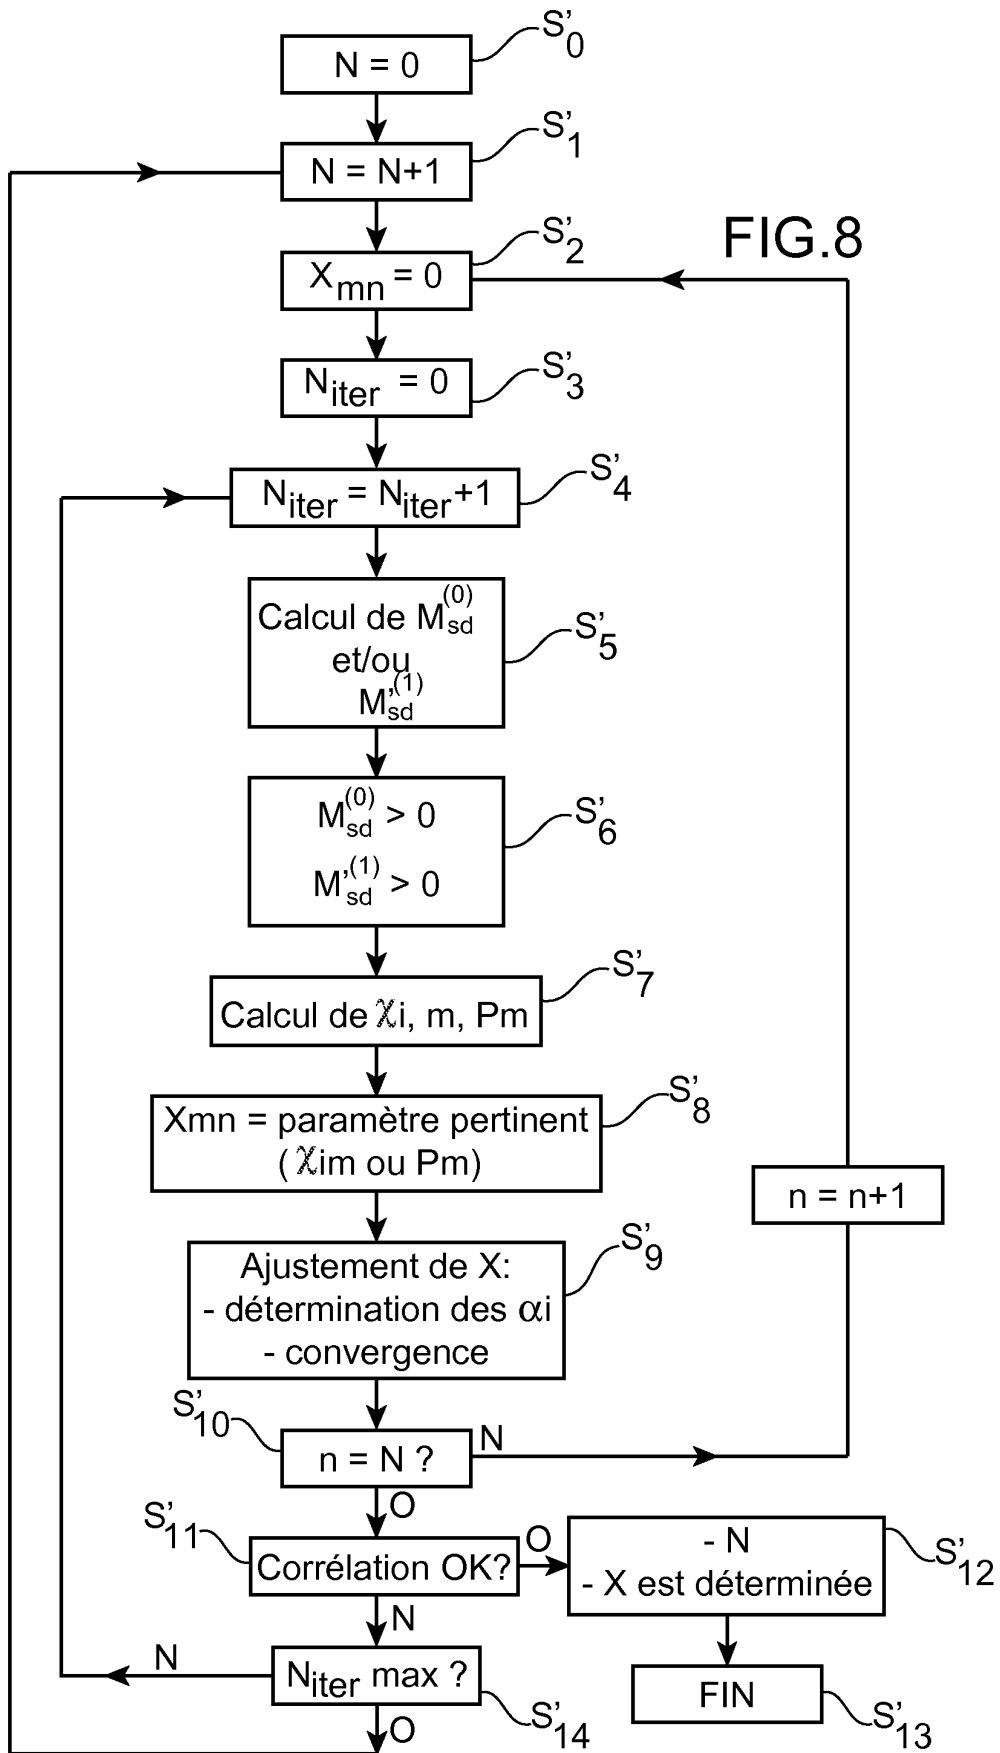 S'0
N = 0
S'1
N = N+1
FIG.8
S'2
Xmn = 0
S'3
Niter = 0
S'4
Niter = Niter+1
S'5
Calcul de Msd(0)
et/ou
M'sd(1)
S'6
Msd(0) > 0
M'sd(1) > 0
S'7
Calcul de χi, m, Pm
S'8
Xmn = paramètre pertinent
(χim ou Pm)
n = n+1
S'9
Ajustement de X:
- détermination des αi
- convergence
S'10
n = N ?
N
O
S'11
Corrélation OK?
O
- N
- X est déterminée
S'12
N
N
Niter max ?
S'14
O
FIN
S'13